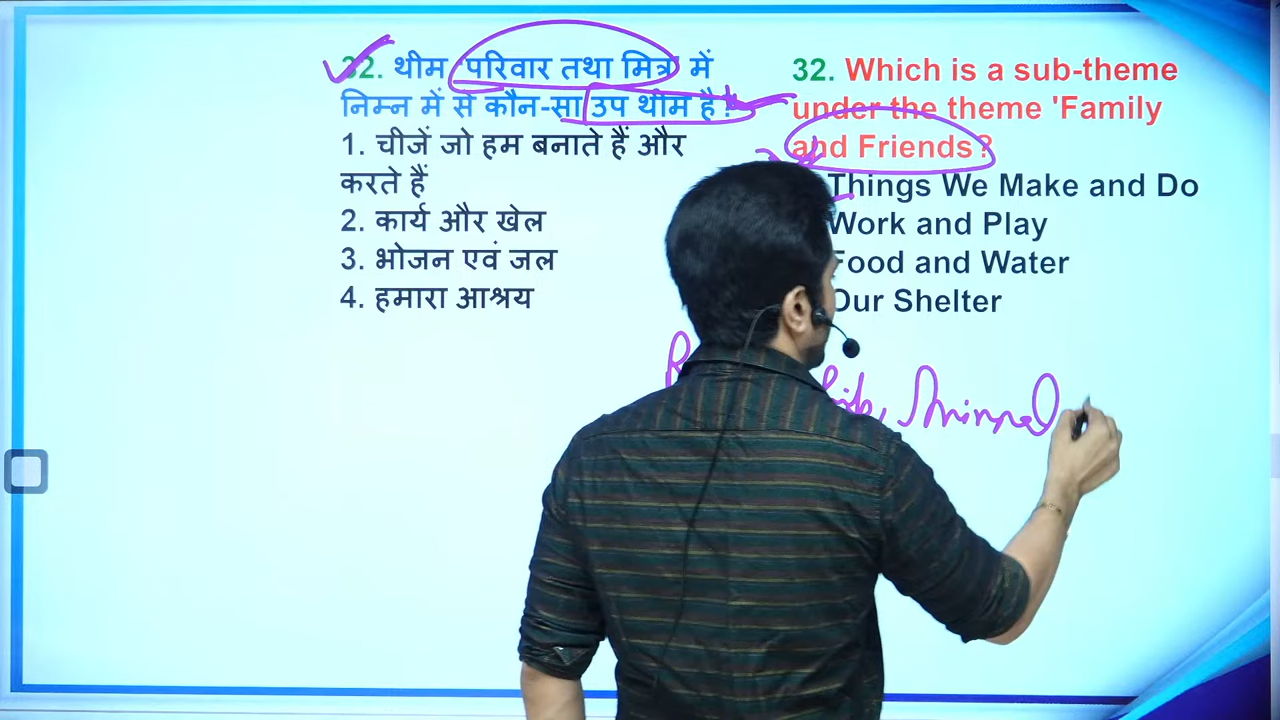 32. थीम 'परिवार तथा मित्र' में
निम्न में से कौन-सा उप थीम है?
1. चीजें जो हम बनाते हैं और
करते हैं
2. कार्य और खेल
3. भोजन एवं जल
4. हमारा आश्रय
32. Which is a sub-theme
under the theme 'Family
and Friends?
Things We Make and Do
Work and Play
Food and Water
Our Shelter
Animal